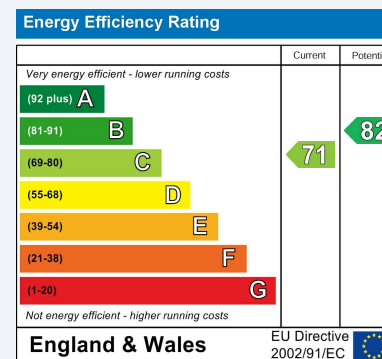 Energy Efficiency Rating
Current Potenti
Very energy efficient - lower running costs
(92 plus) A
(81-91) B 82
(69-80) C 71
(55-68) D
(39-54) E
(21-38) F
(1-20) G
Not energy efficient - higher running costs
England & Wales
EU Directive
2002/91/EC